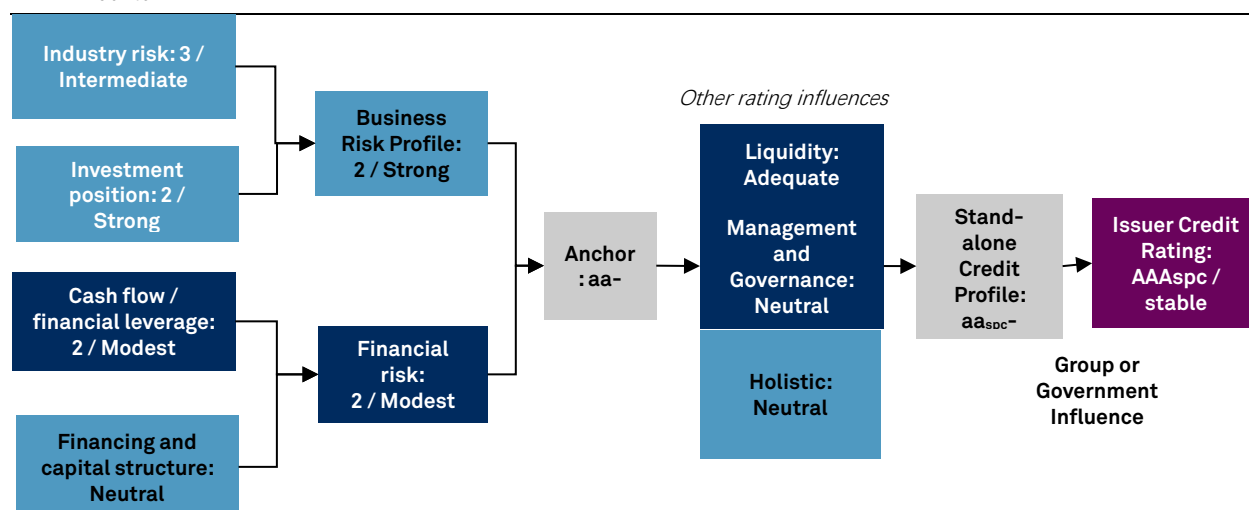 Industry risk: 3 /
Intermediate
Investment
position: 2 /
Strong
Cash flow /
financial leverage:
2 / Modest
Financing and
capital structure:
Neutral
Business
Risk Profile:
2 / Strong
Financial
risk:
2 / Modest
Anchor
: aa-
Other rating influences
Liquidity:
Adequate
Management
and
Governance:
Neutral
Holistic:
Neutral
Stand-
alone
Credit
Profile:
aaspc-
Group or
Government
Influence
Issuer Credit
Rating:
AAAspc /
stable